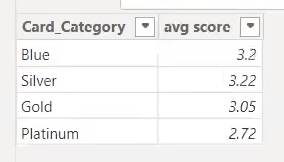 Card_Category avg score
Blue 3.2
Silver 3.22
Gold 3.05
Platinum 2.72